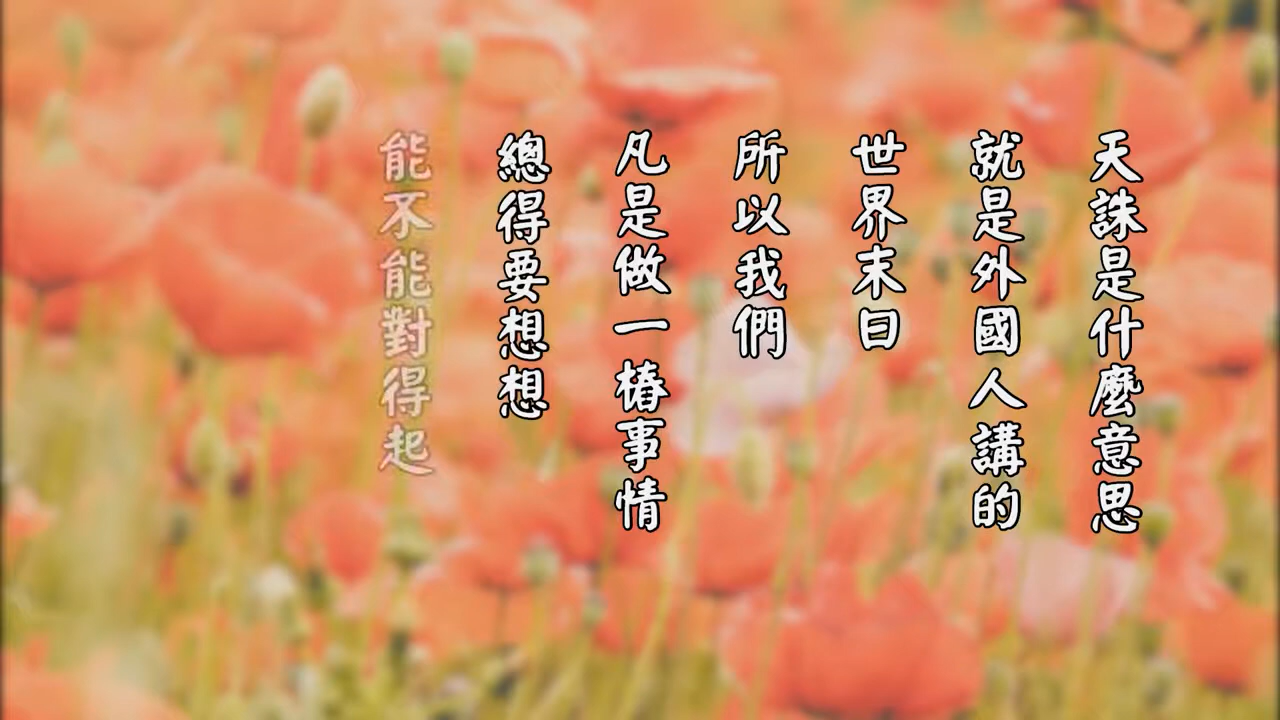 天誅是什麼意思
就是外國人講的
世界末日
所以我們
凡是做一樁事情
總得要想想
能不能對得起